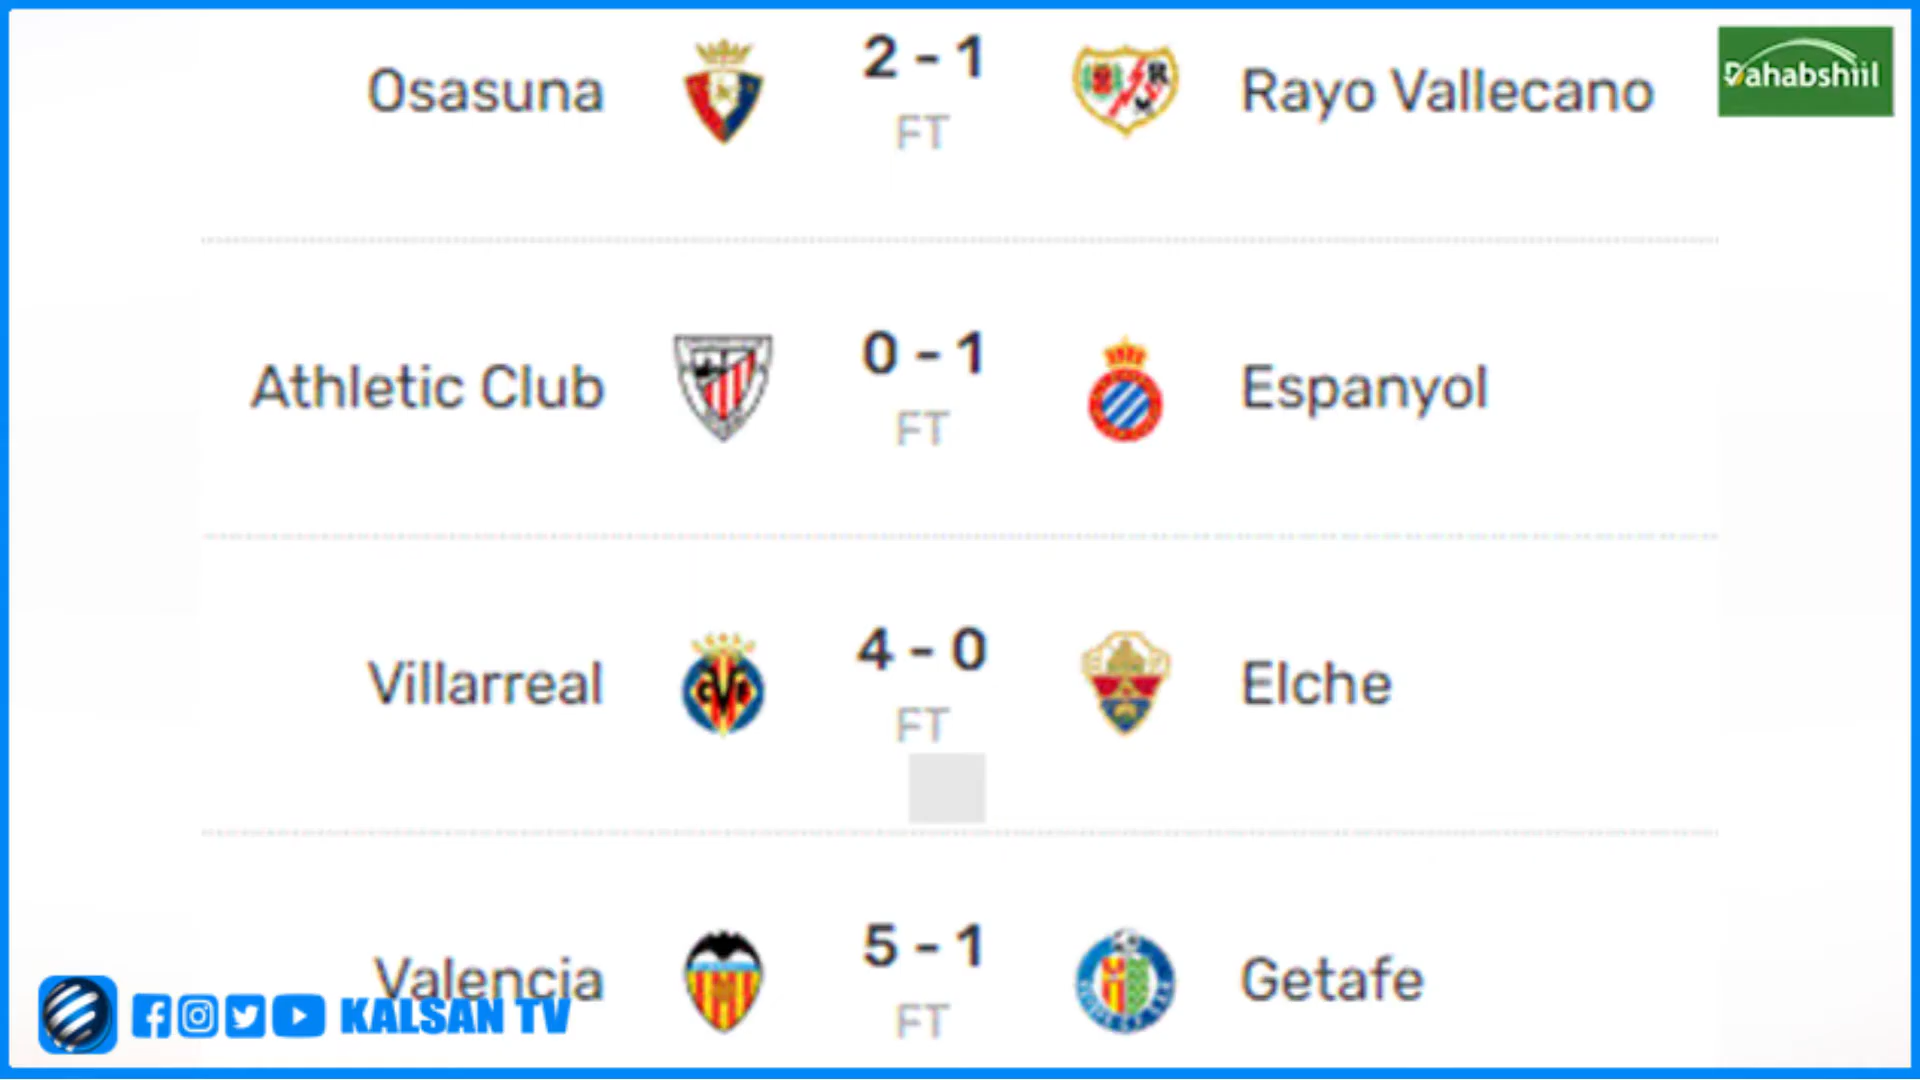 Osasuna 2 - 1 Rayo Vallecano
FT
Dahabshiil
Athletic Club 0 - 1 Espanyol
FT
Villarreal 4 - 0 Elche
FT
Valencia 5 - 1 Getafe
FT
KALSAN TV